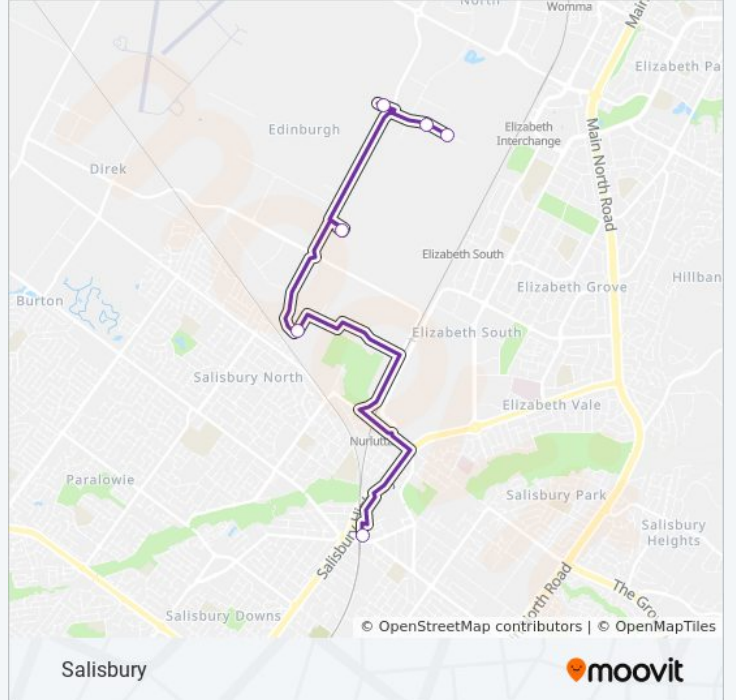 North
Womma
Main
Elizabeth Pa
Edinburgh
Elizabeth
Interchange
Main North Road
Direk
Elizabeth South
Hillban
Elizabeth Grove
Burton
Elizabeth South
Salisbury North
Elizabeth Vale
Nurlutta
Paralowie
Salisbury Park
Salisbury
Heights
Salisbury Hi
North Road
The Gro
Salisbury Downs
© OpenStreetMap contributors | © OpenMapTiles
Salisbury
moovit